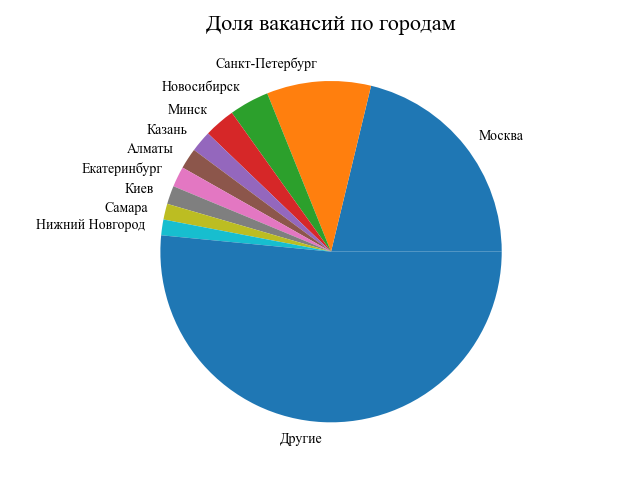 Доля вакансий по городам
Санкт-Петербург
Новосибирск
Минск
Москва
Казань
Алматы
Екатеринбург
Киев
Самара
Нижний Новгород
Другие